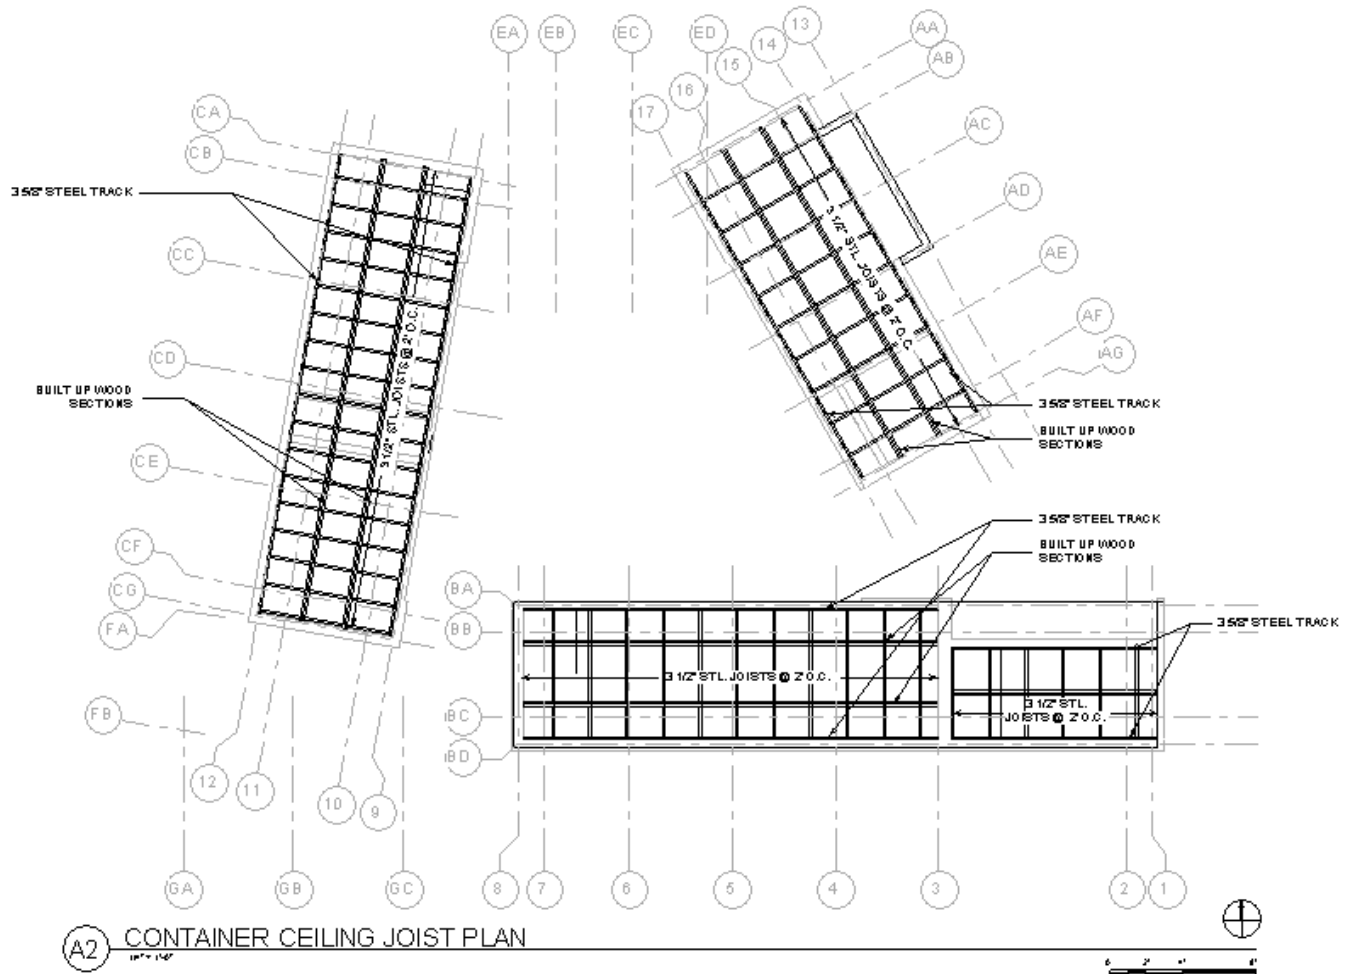 EA
EB
EC
ED
13
14
15
16
17
AA
AB
AC
AD
AE
AF
AG
CA
CB
CC
CD
CE
CF
CG
FA
FB
3 5/8" STEEL TRACK
BUILT UP WOOD
SECTIONS
3 1/2" STL. JOISTS @ 2' O.C.
3 1/2" STL. JOISTS @ 2' O.C.
3 5/8" STEEL TRACK
BUILT UP WOOD
SECTIONS
3 5/8" STEEL TRACK
BUILT UP WOOD
SECTIONS
3 5/8" STEEL TRACK
BA
BB
BC
BD
3 1/2" STL. JOISTS @ 2' O.C.
3 1/2" STL.
JOISTS @ 2' O.C.
12
11
10
9
GA
GB
GC
8
7
6
5
4
3
2
1
A2
CONTAINER CEILING JOIST PLAN